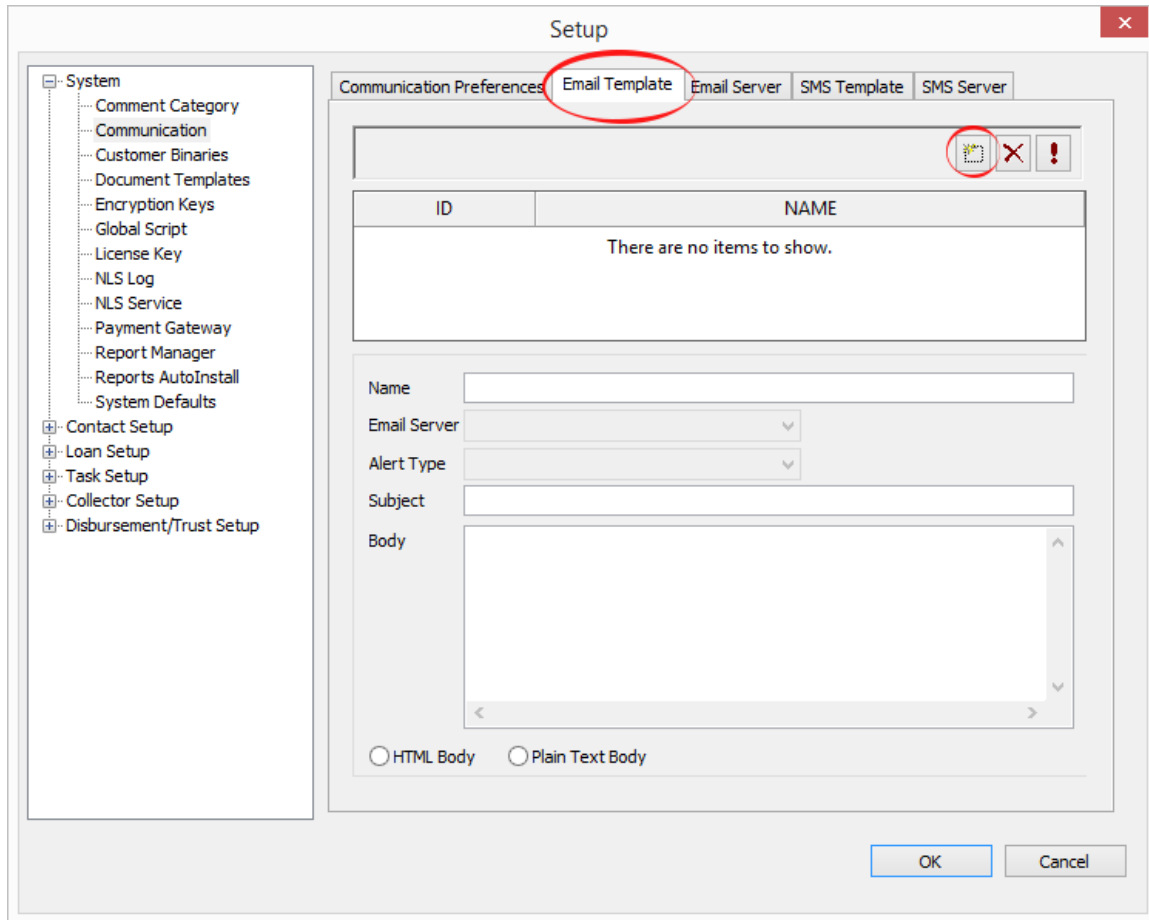 Setup
System
Comment Category
Communication
Customer Binaries
Document Templates
Encryption Keys
Global Script
License Key
NLS Log
NLS Service
Payment Gateway
Report Manager
Reports AutoInstall
System Defaults
Contact Setup
Loan Setup
Task Setup
Collector Setup
Disbursement/Trust Setup
Communication Preferences Email Template Email Server SMS Template SMS Server
ID NAME
There are no items to show.
Name
Email Server
Alert Type
Subject
Body
HTML Body Plain Text Body
OK Cancel